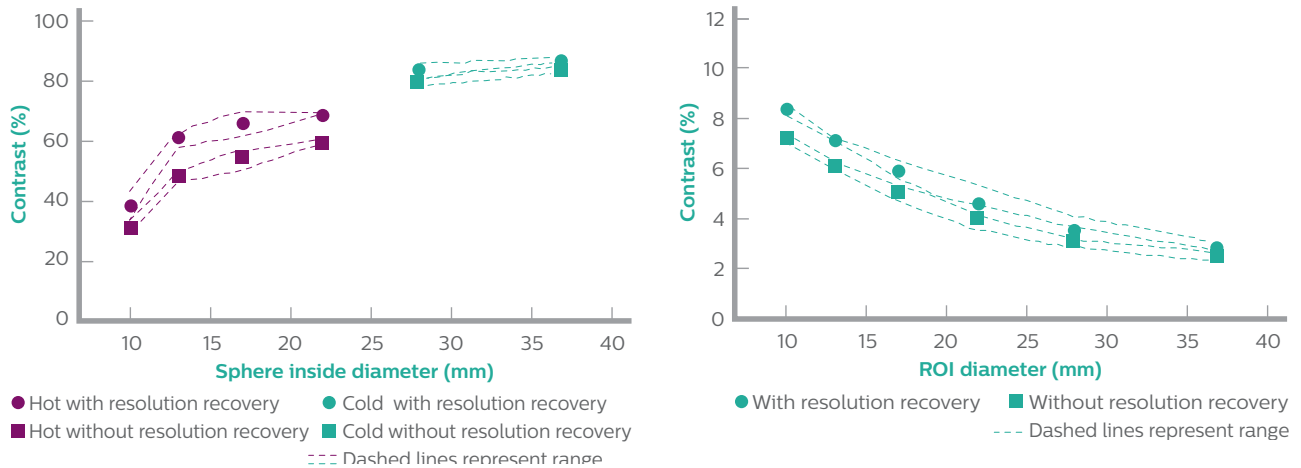 100
80
60
40
20
0
Contrast (%)
10 15 20 25 30 35 40
Sphere inside diameter (mm)
Hot with resolution recovery
Cold with resolution recovery
Hot without resolution recovery
Cold without resolution recovery
Dashed lines represent range
12
10
8
6
4
2
0
Contrast (%)
10 15 20 25 30 35 40
ROI diameter (mm)
With resolution recovery
Without resolution recovery
Dashed lines represent range